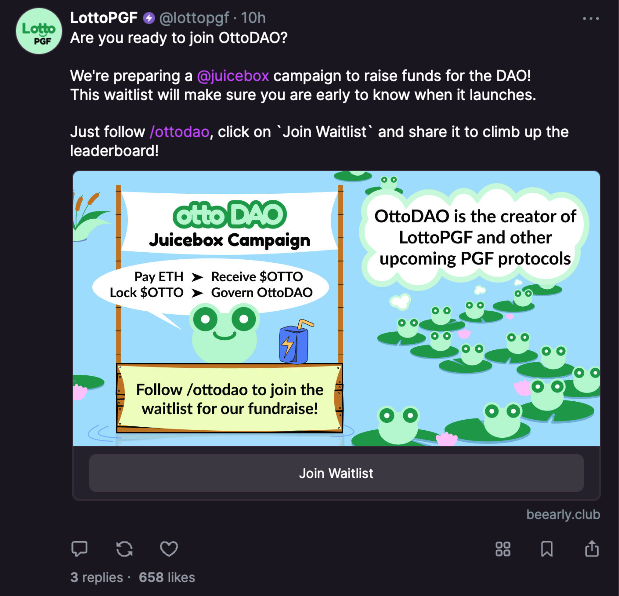 Lotto
PGF
LottoPGF @lottopgf · 10h
Are you ready to join OttoDAO?
We're preparing a @juicebox campaign to raise funds for the DAO!
This waitlist will make sure you are early to know when it launches.
Just follow /ottodao, click on `Join Waitlist` and share it to climb up the
leaderboard!
otto DAO
Juicebox Campaign
Pay ETH ➤ Receive $OTTO
Lock $OTTO ➤ Govern OttoDAO
Follow /ottodao to join the
waitlist for our fundraise!
OttoDAO is the creator of
LottoPGF and other
upcoming PGF protocols
Join Waitlist
beearly.club
3 replies · 658 likes